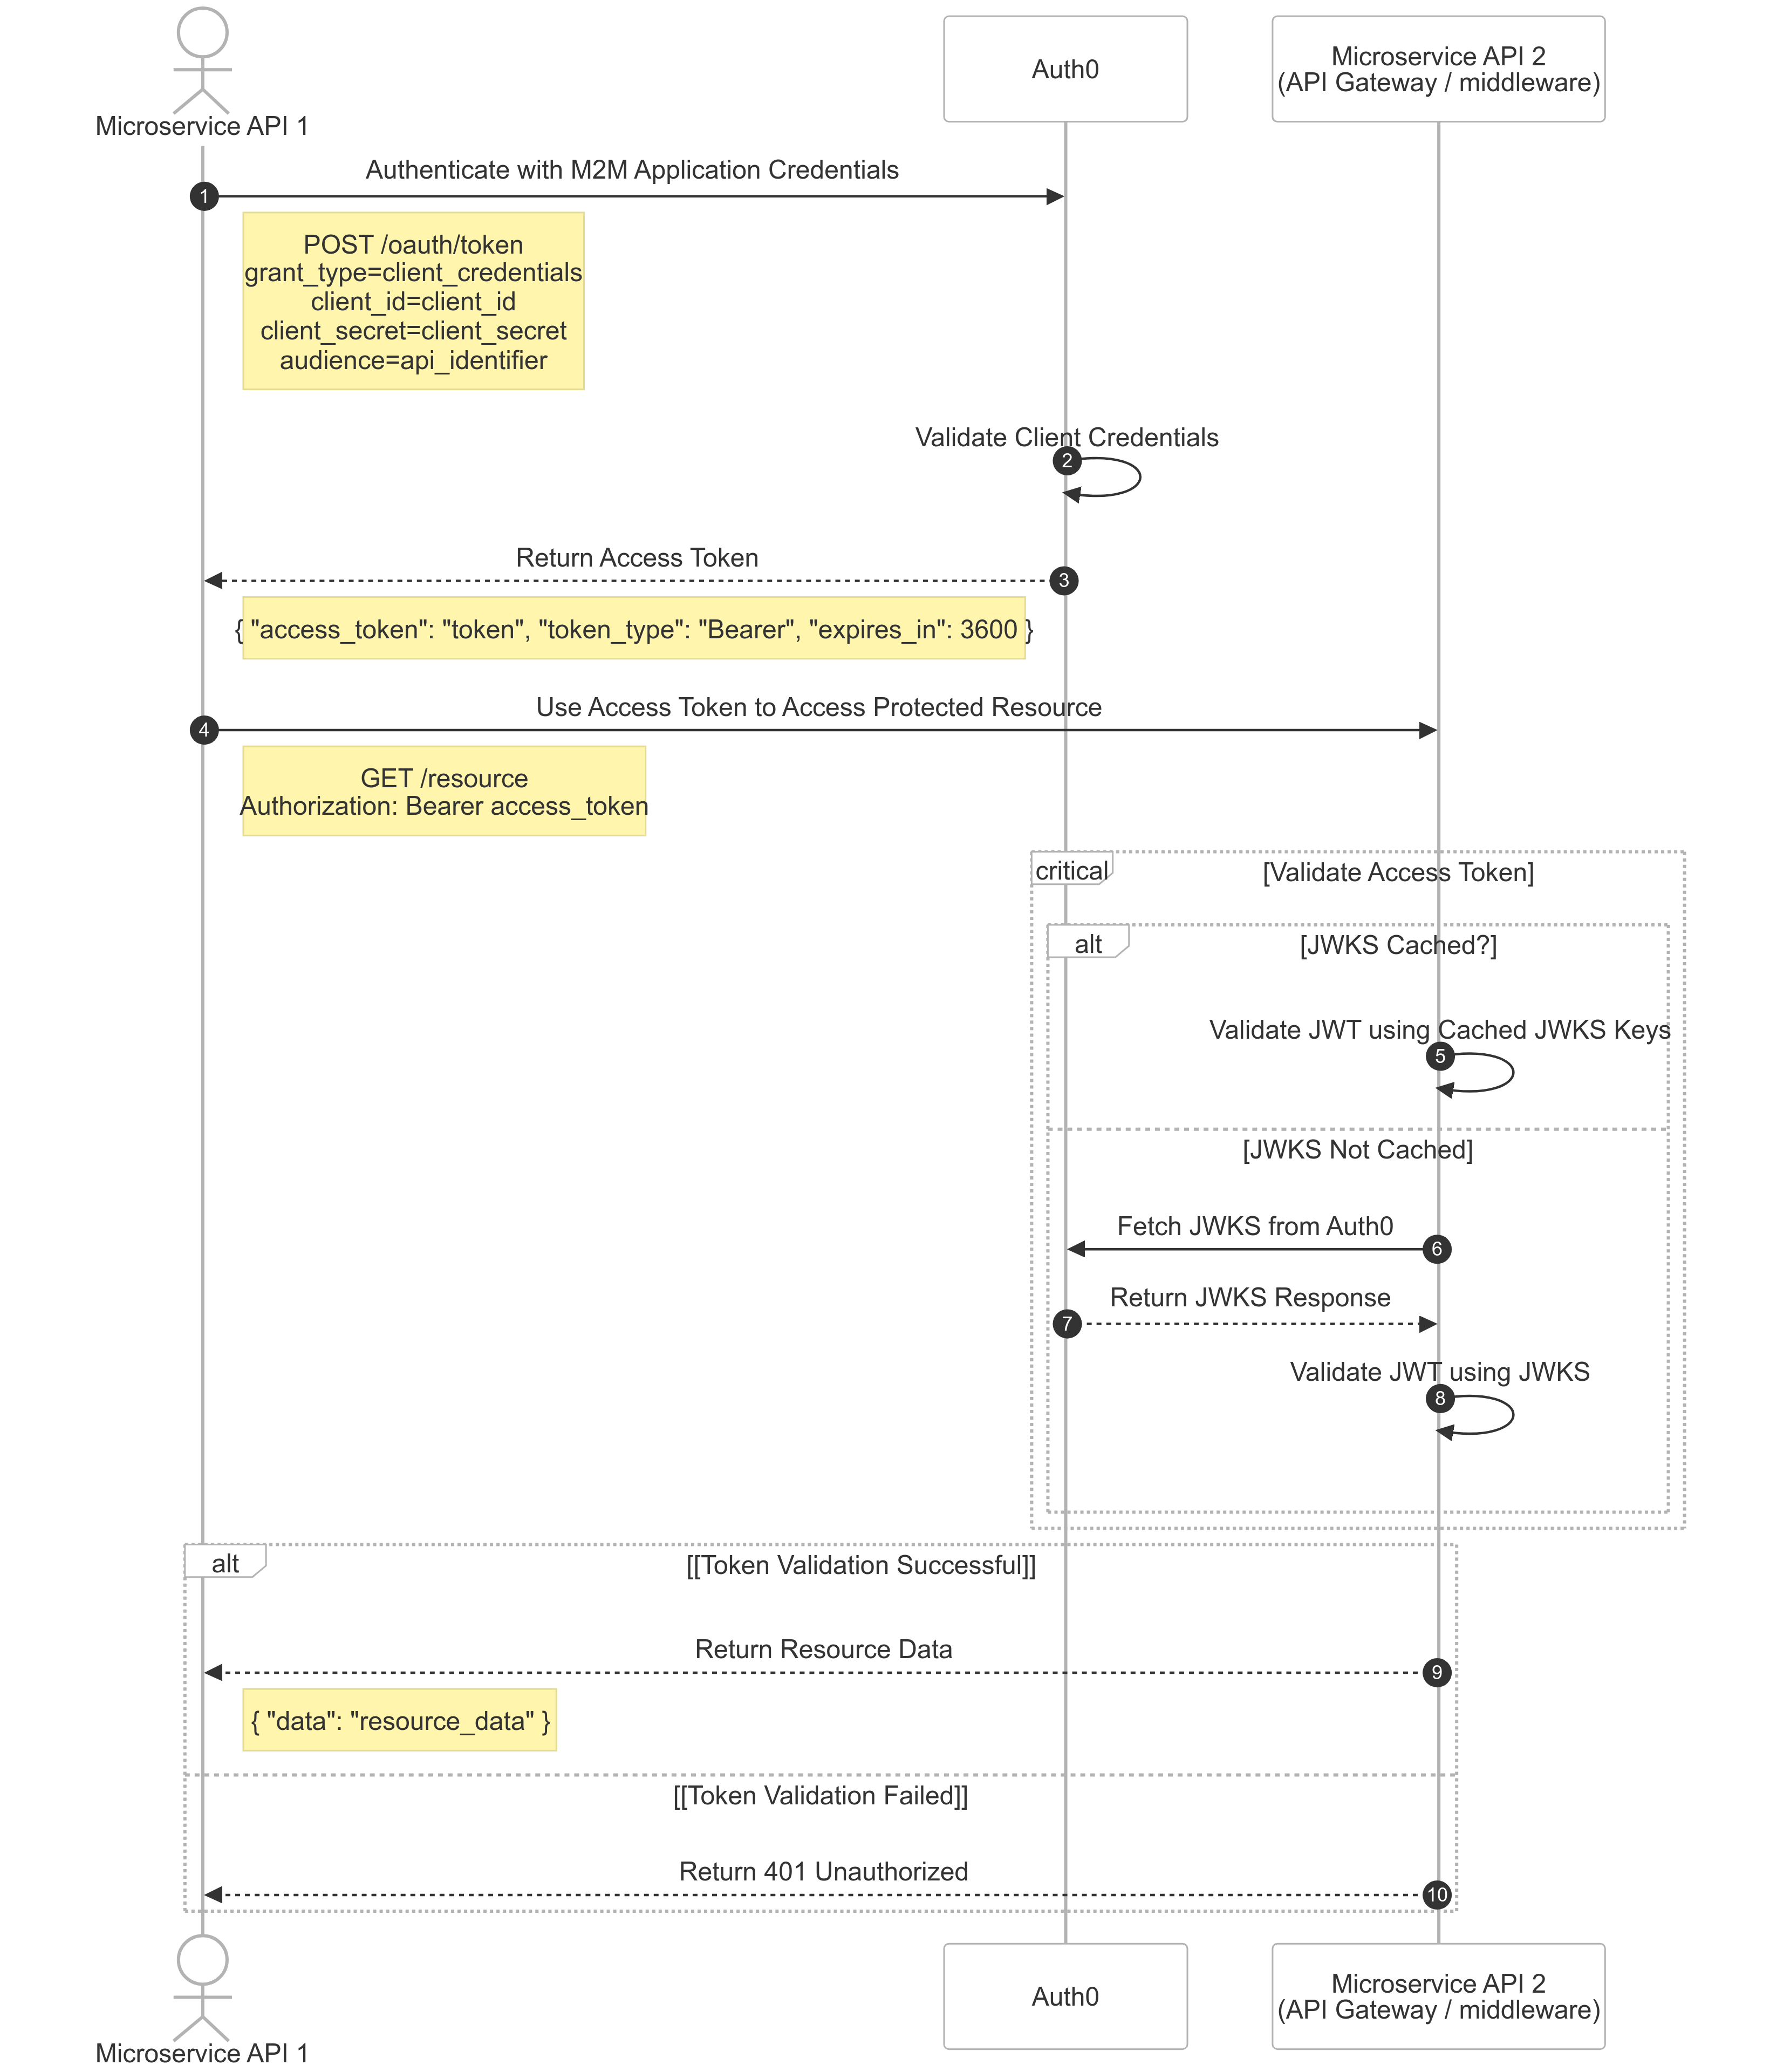 Microservice API 1
Auth0
Microservice API 2
(API Gateway / middleware)
Authenticate with M2M Application Credentials
1
POST /oauth/token
grant_type=client_credentials
client_id=client_id
client_secret=client_secret
audience=api_identifier
Validate Client Credentials
2
Return Access Token
3
{ "access_token": "token", "token_type": "Bearer", "expires_in": 3600 }
Use Access Token to Access Protected Resource
4
GET /resource
Authorization: Bearer access_token
critical
[Validate Access Token]
alt
[JWKS Cached?]
Validate JWT using Cached JWKS Keys
5
[JWKS Not Cached]
Fetch JWKS from Auth0
6
Return JWKS Response
7
Validate JWT using JWKS
8
alt
[[Token Validation Successful]]
Return Resource Data
9
{ "data": "resource_data" }
[[Token Validation Failed]]
Return 401 Unauthorized
10
Microservice API 1
Auth0
Microservice API 2
(API Gateway / middleware)